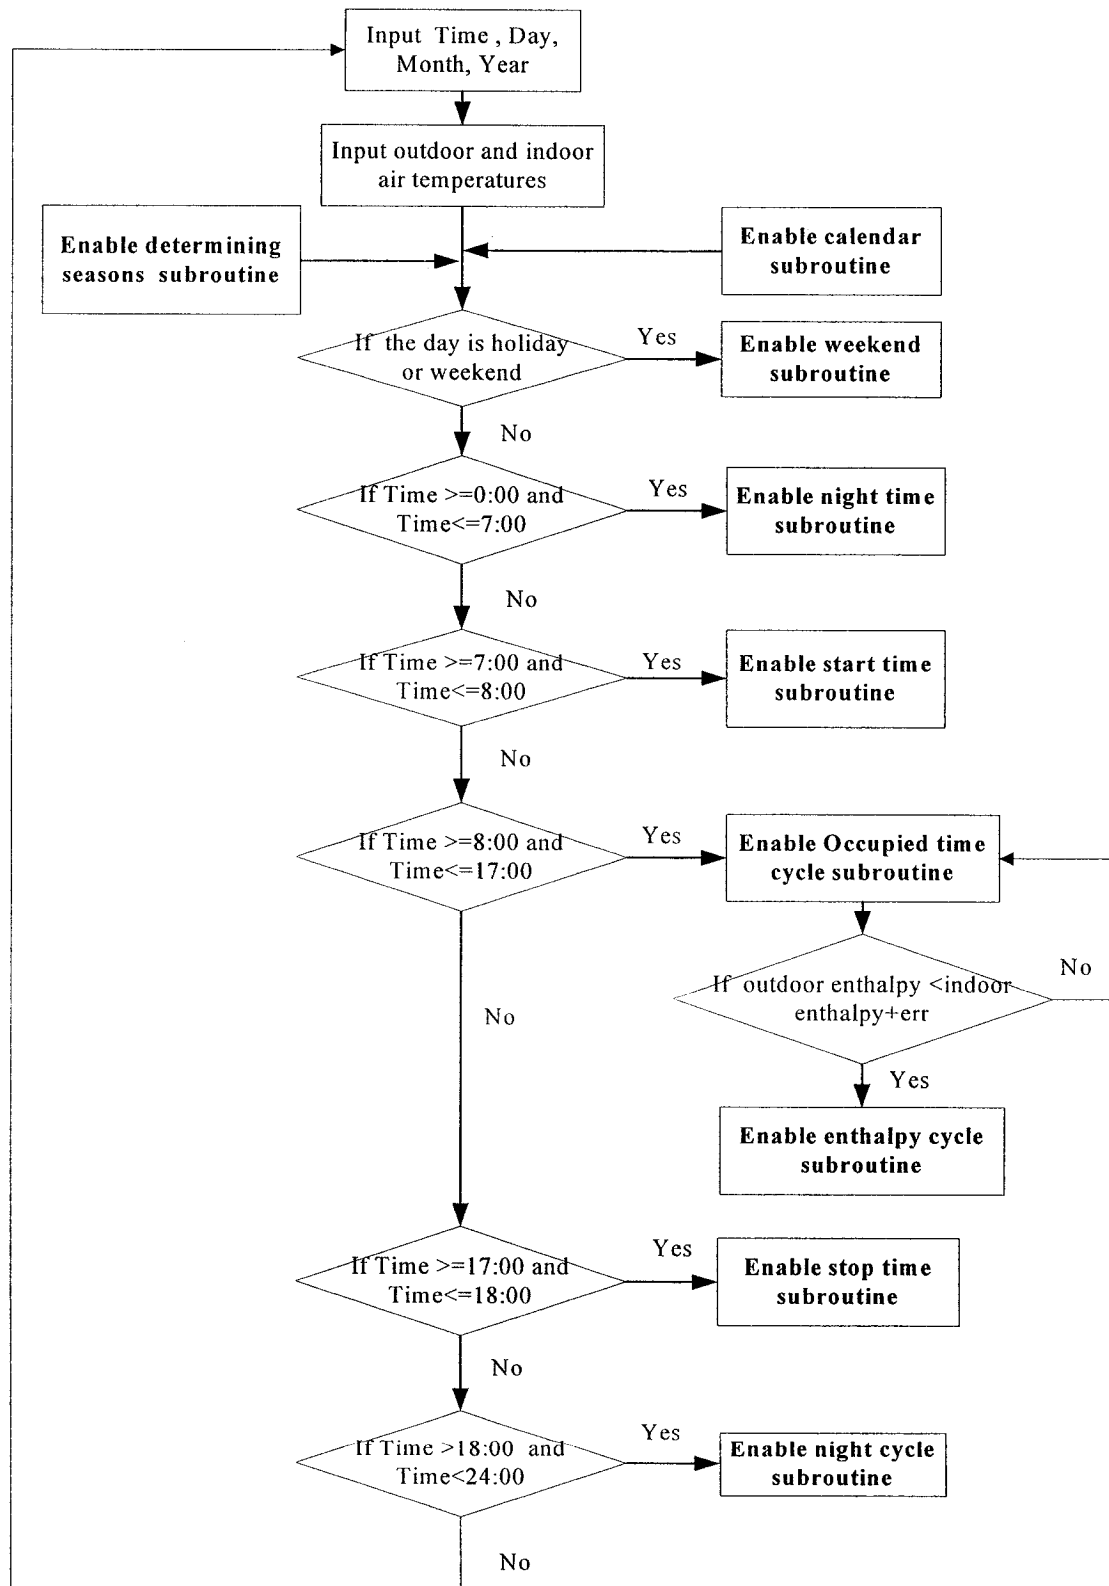 Input Time , Day,
Month, Year
Input outdoor and indoor
air temperatures
Enable determining
seasons subroutine
Enable calendar
subroutine
If the day is holiday
or weekend
Yes
Enable weekend
subroutine
No
If Time >=0:00 and
Time<=7:00
Yes
Enable night time
subroutine
No
If Time >=7:00 and
Time<=8:00
Yes
Enable start time
subroutine
No
If Time >=8:00 and
Time<=17:00
Yes
Enable Occupied time
cycle subroutine
If outdoor enthalpy <indoor
enthalpy+err
No
No
Yes
Enable enthalpy cycle
subroutine
If Time >=17:00 and
Time<=18:00
Yes
Enable stop time
subroutine
No
If Time >18:00 and
Time<24:00
Yes
Enable night cycle
subroutine
No